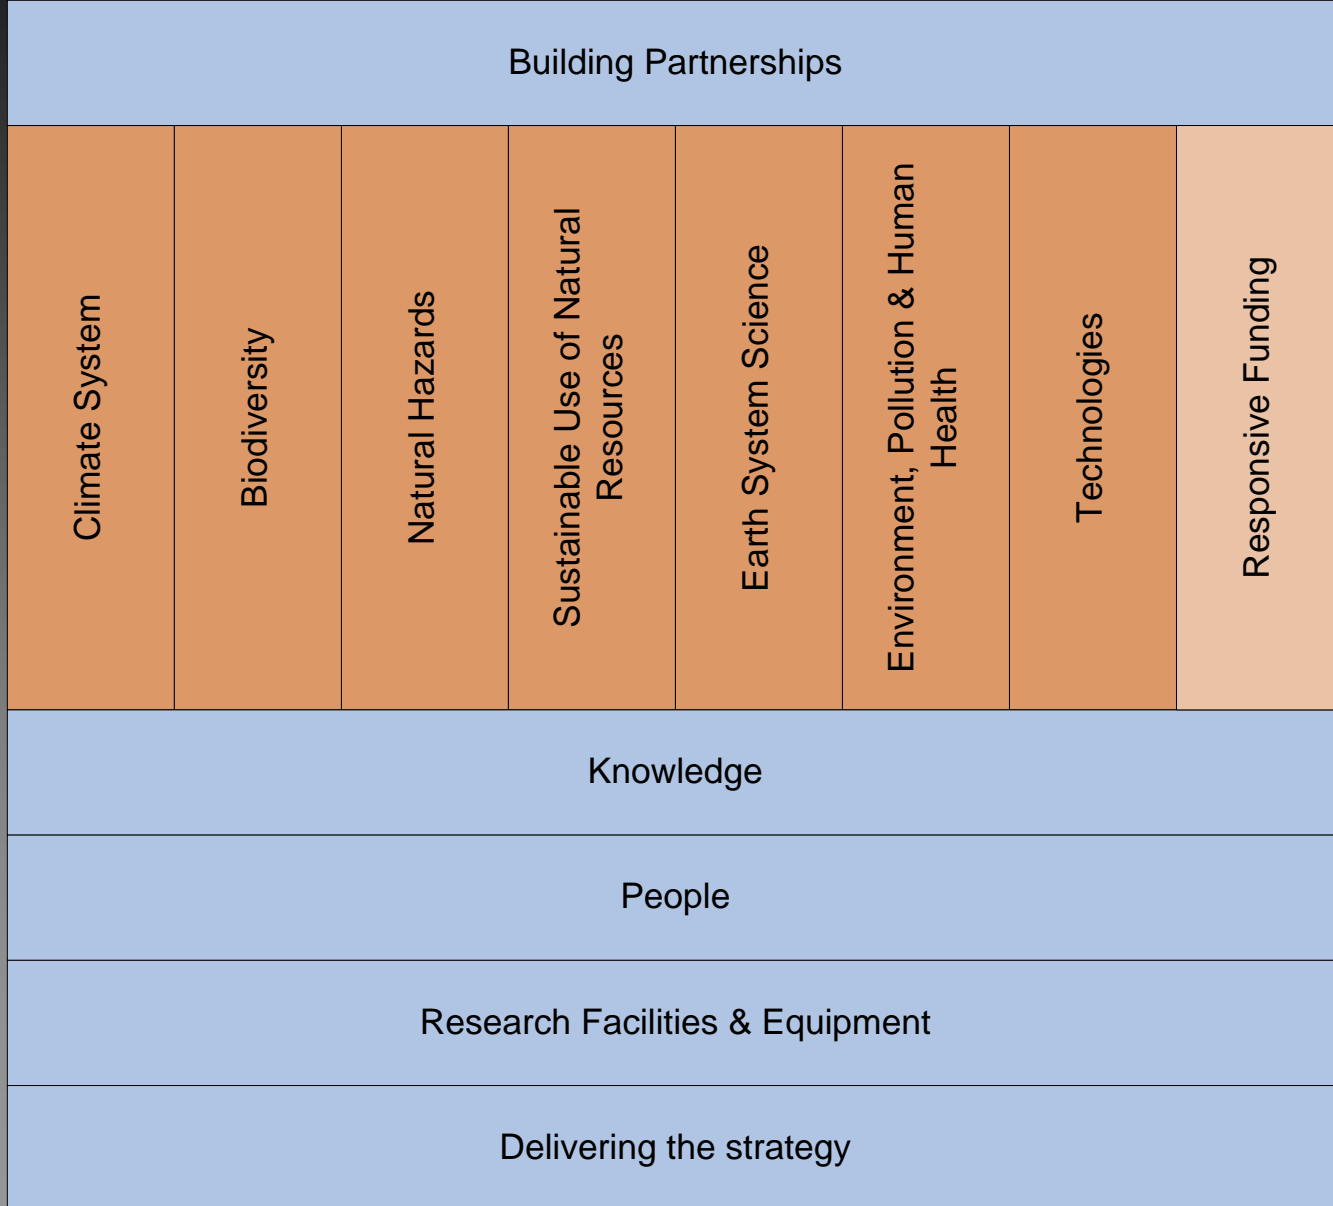 Building Partnerships
Climate System
Biodiversity
Natural Hazards
Sustainable Use of Natural
Resources
Earth System Science
Environment, Pollution & Human
Health
Technologies
Responsive Funding
Knowledge
People
Research Facilities & Equipment
Delivering the strategy